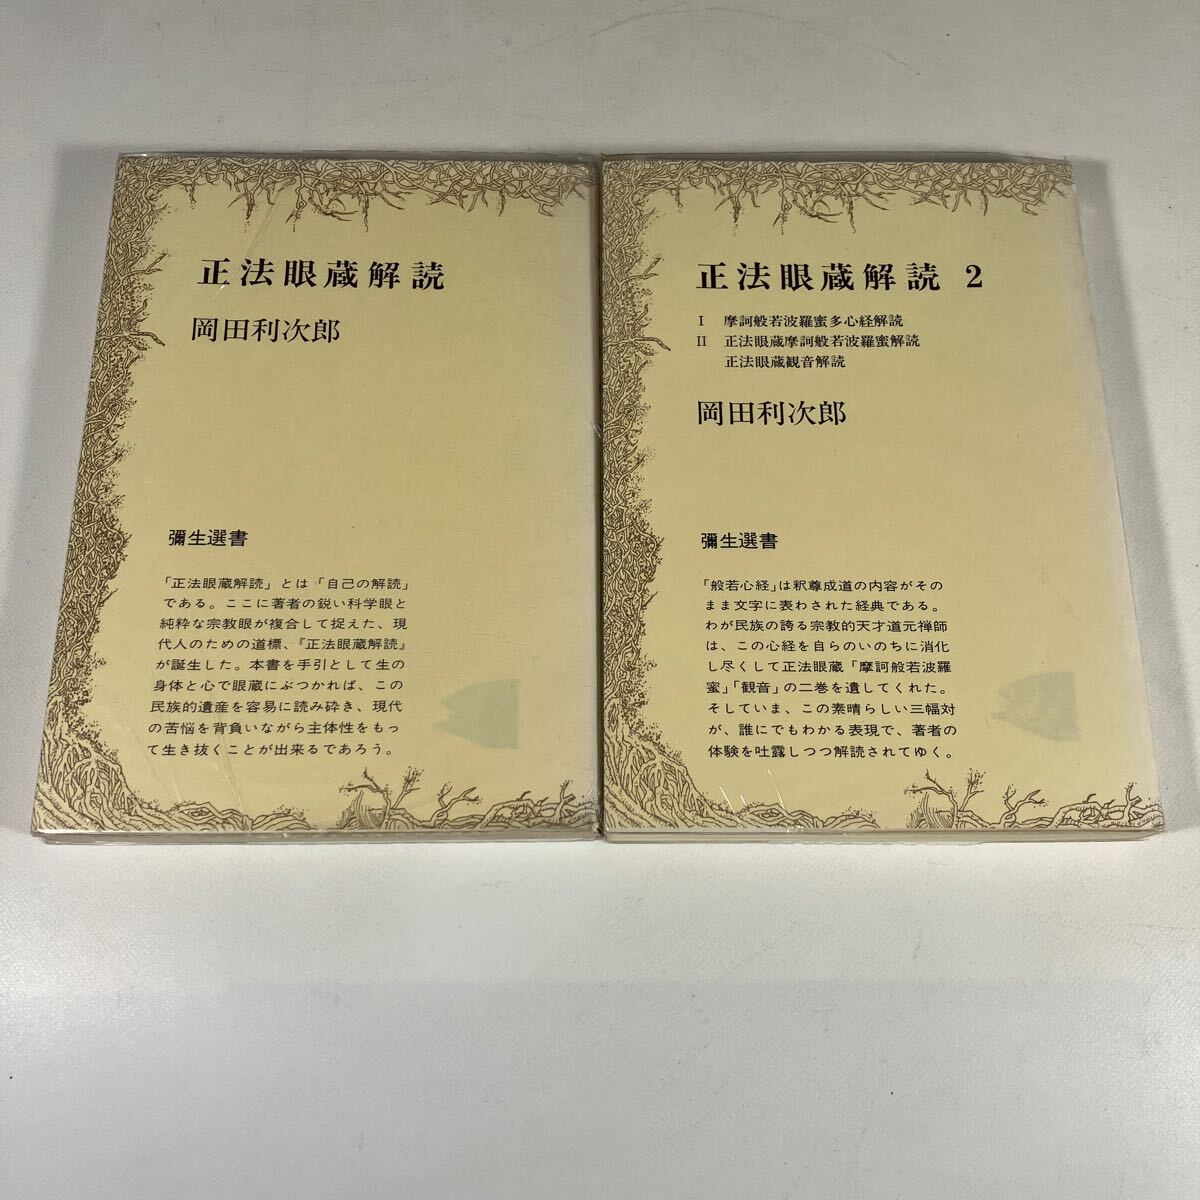 正法眼蔵解読
岡田利次郎
彌生選書
「正法眼蔵解読」とは「自己の解読」
である。ここに著者の鋭い科学眼と
純粋な宗教眼が複合して捉えた、現
代人のための道標、『正法眼蔵解読』
が誕生した。本書を手引として生の
身体と心で眼蔵にぶつかれば、この
民族的遺産を容易に読み砕き、現代
の苦悩を背負いながら主体性をもっ
て生き抜くことが出来るであろう。
正法眼蔵解読 2
I 摩訶般若波羅蜜多心経解読
II 正法眼蔵摩訶般若波羅蜜解読
正法眼蔵観音解読
岡田利次郎
彌生選書
「般若心経」は釈尊成道の内容がその
まま文字に表わされた経典である。
わが民族の誇る宗教的天才道元禅師
は、この心経を自らのいのちに消化
し尽くして正法眼蔵「摩訶般若波羅
蜜」「観音」の二巻を遺してくれた。
そしていま、この素晴らしい三幅対
が、誰にでもわかる表現で、著者の
体験を吐露しつつ解読されてゆく。